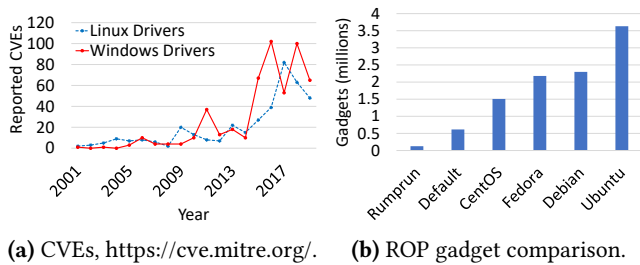 Linux Drivers
Windows Drivers
Reported CVEs
120
100
80
60
40
20
0
2001
2005
2009
2013
2017
Year
Gadgets (millions)
4
3.5
3
2.5
2
1.5
1
0.5
0
Rumprun
Default
CentOS
Fedora
Debian
Ubuntu
(a) CVEs, https://cve.mitre.org/.
(b) ROP gadget comparison.